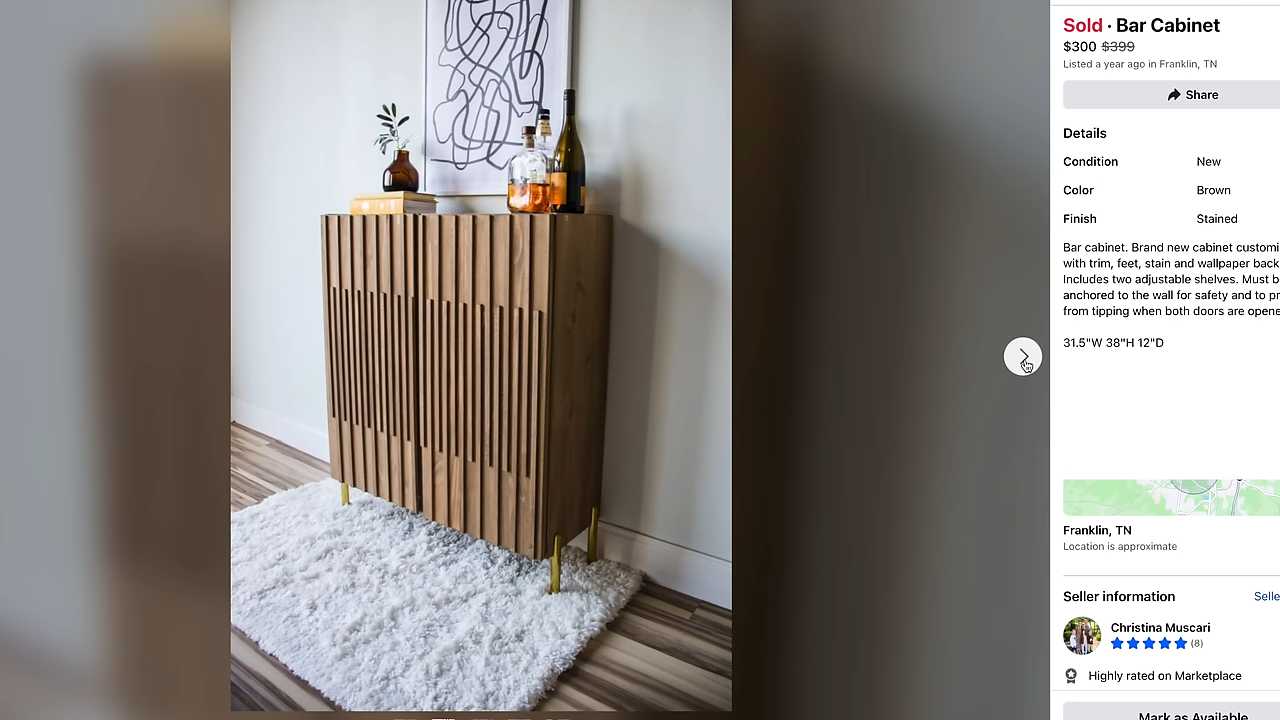 Sold · Bar Cabinet
$300 $399
Listed a year ago in Franklin, TN
Share
Details
Condition New
Color Brown
Finish Stained
Bar cabinet. Brand new cabinet customi
with trim, feet, stain and wallpaper back
Includes two adjustable shelves. Must b
anchored to the wall for safety and to pr
from tipping when both doors are opene
31.5"W 38"H 12"D
Franklin, TN
Location is approximate
Seller information Selle
Christina Muscari
(8)
Highly rated on Marketplace
Mark as Available